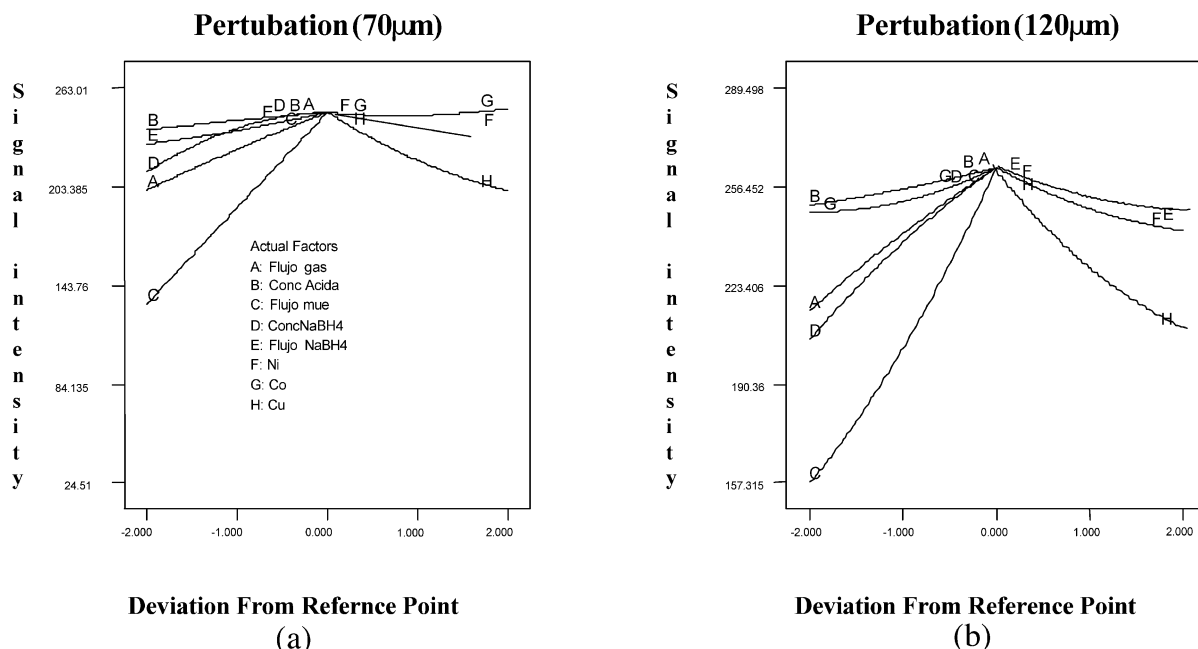 Pertubation (70μm)
Signal intensity
263.01
203.385
143.76
84.135
24.51
B
E
D
A
C
E D B A
C
F G
H
G
F
H
Actual Factors
A: Flujo gas
B: Conc Acida
C: Flujo mue
D: ConcNaBH4
E: Flujo NaBH4
F: Ni
G: Co
H: Cu
-2.000 -1.000 0.000 1.000 2.000
Deviation From Refernce Point
(a)
Pertubation (120μm)
Signal intensity
289.498
256.452
223.406
190.36
157.315
B
G
A
D
C
B A
G D C
E
F
H
F E
H
-2.000 -1.000 0.000 1.000 2.000
Deviation From Reference Point
(b)